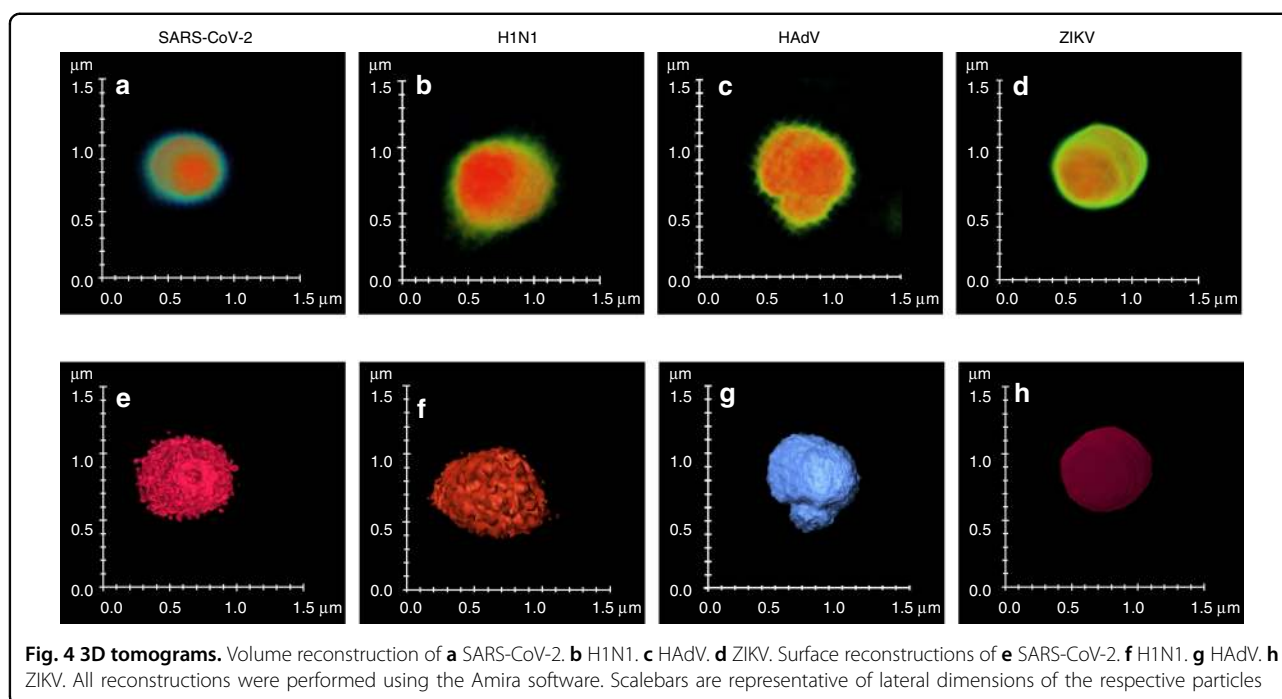 SARS-CoV-2 H1N1 HAdV ZIKV
µm µm µm µm
a b c d
1.5 1.5 1.5 1.5
1.0 1.0 1.0 1.0
0.5 0.5 0.5 0.5
0.0 0.0 0.0 0.0
0.0 0.5 1.0 1.5 µm 0.0 0.5 1.0 1.5 µm 0.0 0.5 1.0 1.5 µm 0.0 0.5 1.0 1.5 µm
µm µm µm µm
e f g h
1.5 1.5 1.5 1.5
1.0 1.0 1.0 1.0
0.5 0.5 0.5 0.5
0.0 0.0 0.0 0.0
0.0 0.5 1.0 1.5 µm 0.0 0.5 1.0 1.5 µm 0.0 0.5 1.0 1.5 µm 0.0 0.5 1.0 1.5 µm
Fig. 4 3D tomograms. Volume reconstruction of a SARS-CoV-2. b H1N1. c HAdV. d ZIKV. Surface reconstructions of e SARS-CoV-2. f H1N1. g HAdV. h
ZIKV. All reconstructions were performed using the Amira software. Scalebars are representative of lateral dimensions of the respective particles